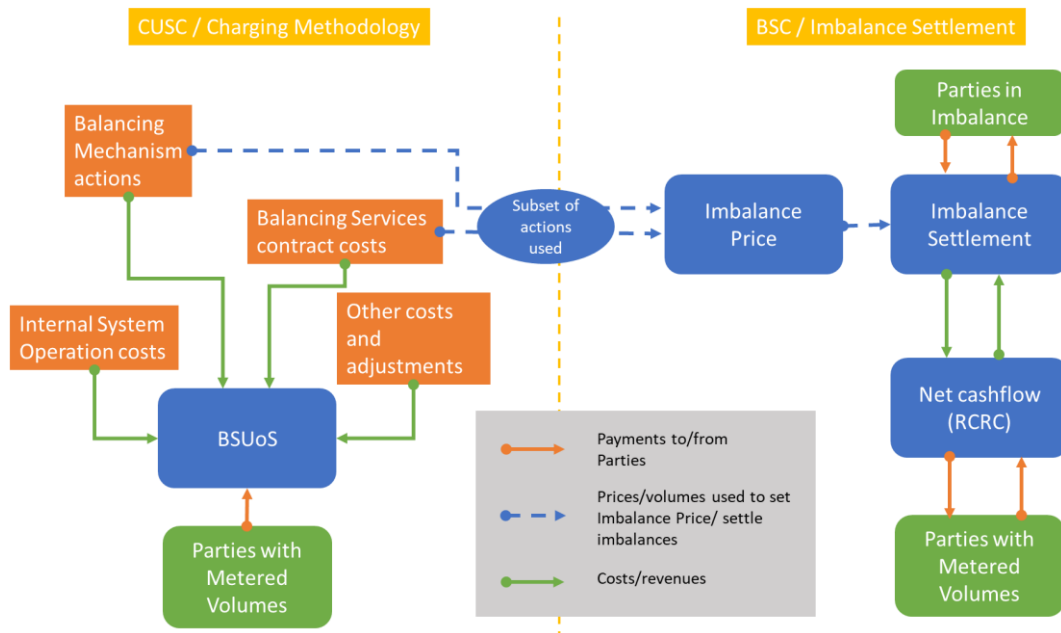 CUSC / Charging Methodology
BSC / Imbalance Settlement
Parties in
Imbalance
Balancing
Mechanism
actions
Balancing Services
contract costs
Subset of
actions
used
Imbalance
Price
Imbalance
Settlement
Internal System
Operation costs
Other costs
and
adjustments
BSUoS
Net cashflow
(RCRC)
Payments to/from
Parties
Prices/volumes used to set
Imbalance Price/ settle
imbalances
Costs/revenues
Parties with
Metered
Volumes
Parties with
Metered
Volumes